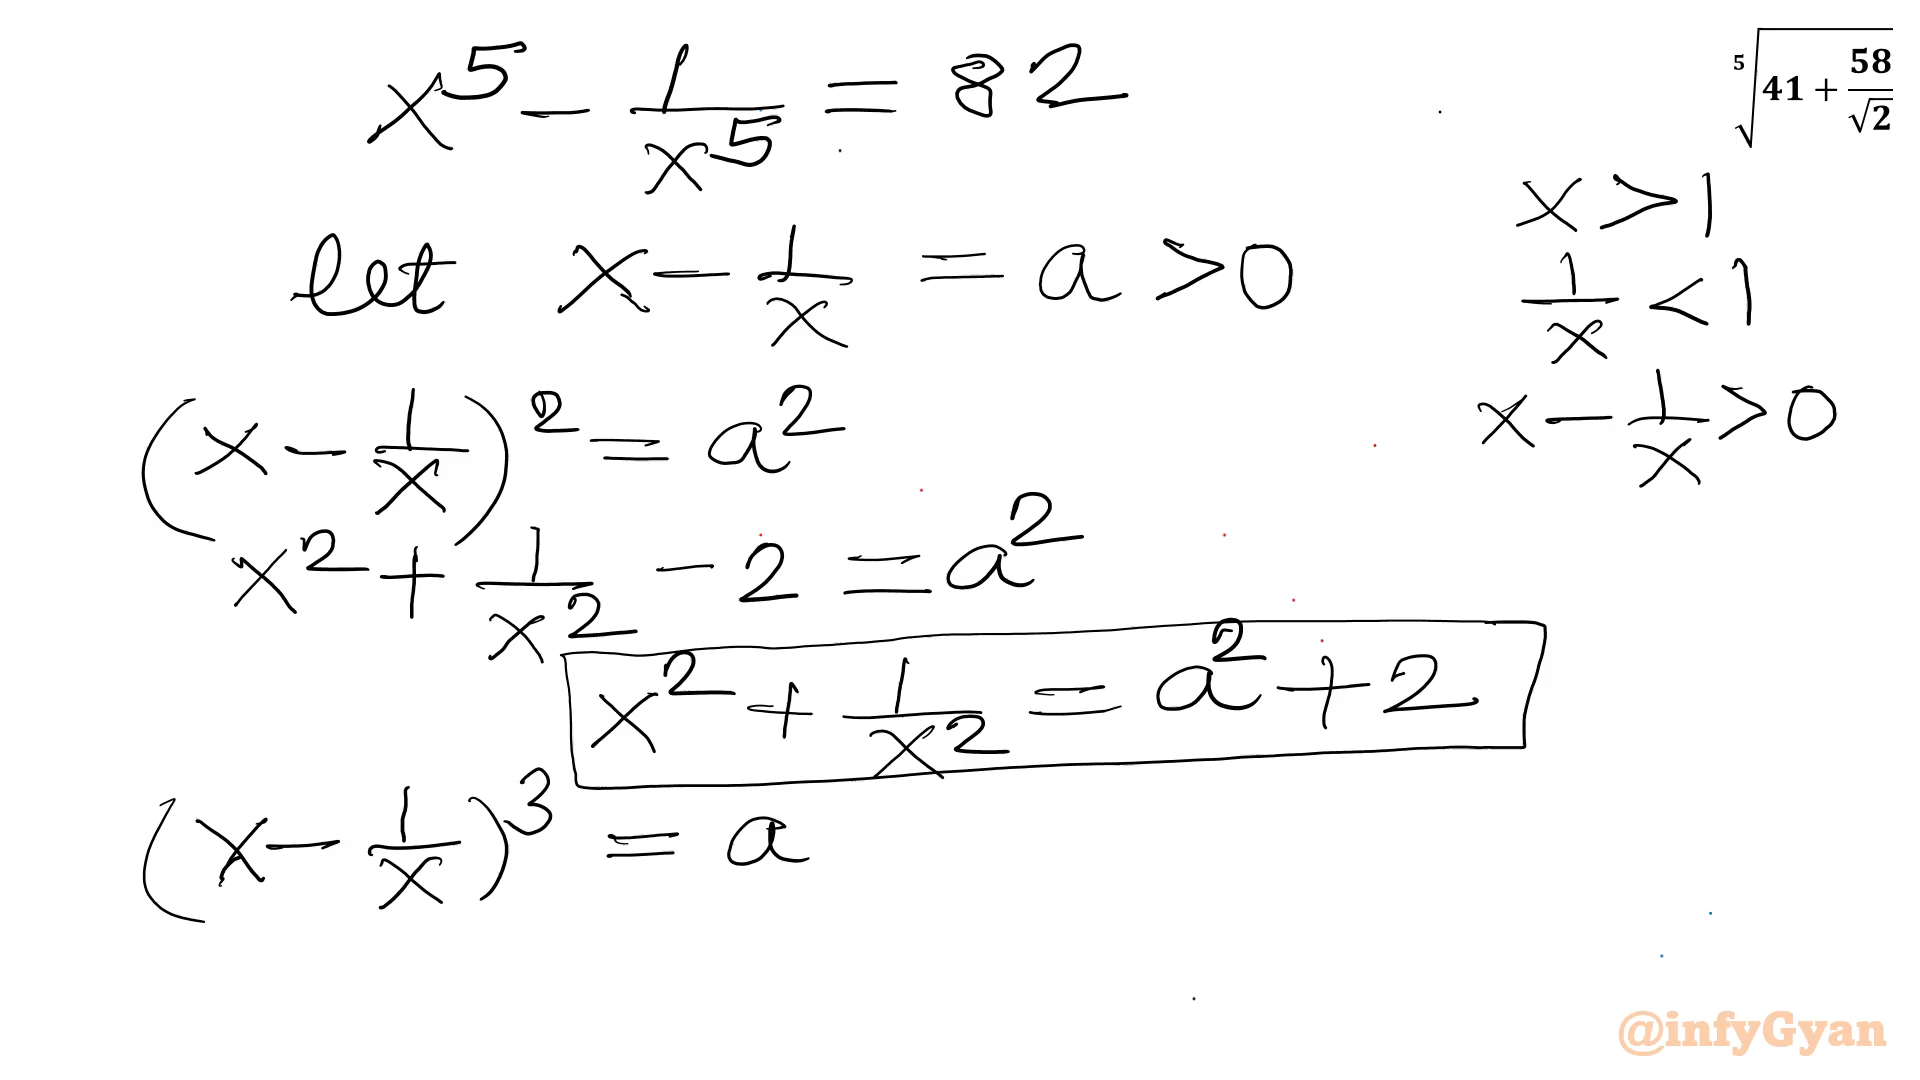 x⁵ − 1/x⁵ = 82
⁵√(41 + 58/√2)
x > 1
let x − 1/x = a > 0
1/x < 1
x − 1/x > 0
(x − 1/x)² = a²
x² + 1/x² − 2 = a²
x² + 1/x² = a² + 2
(x − 1/x)³ = a
@infyGyan